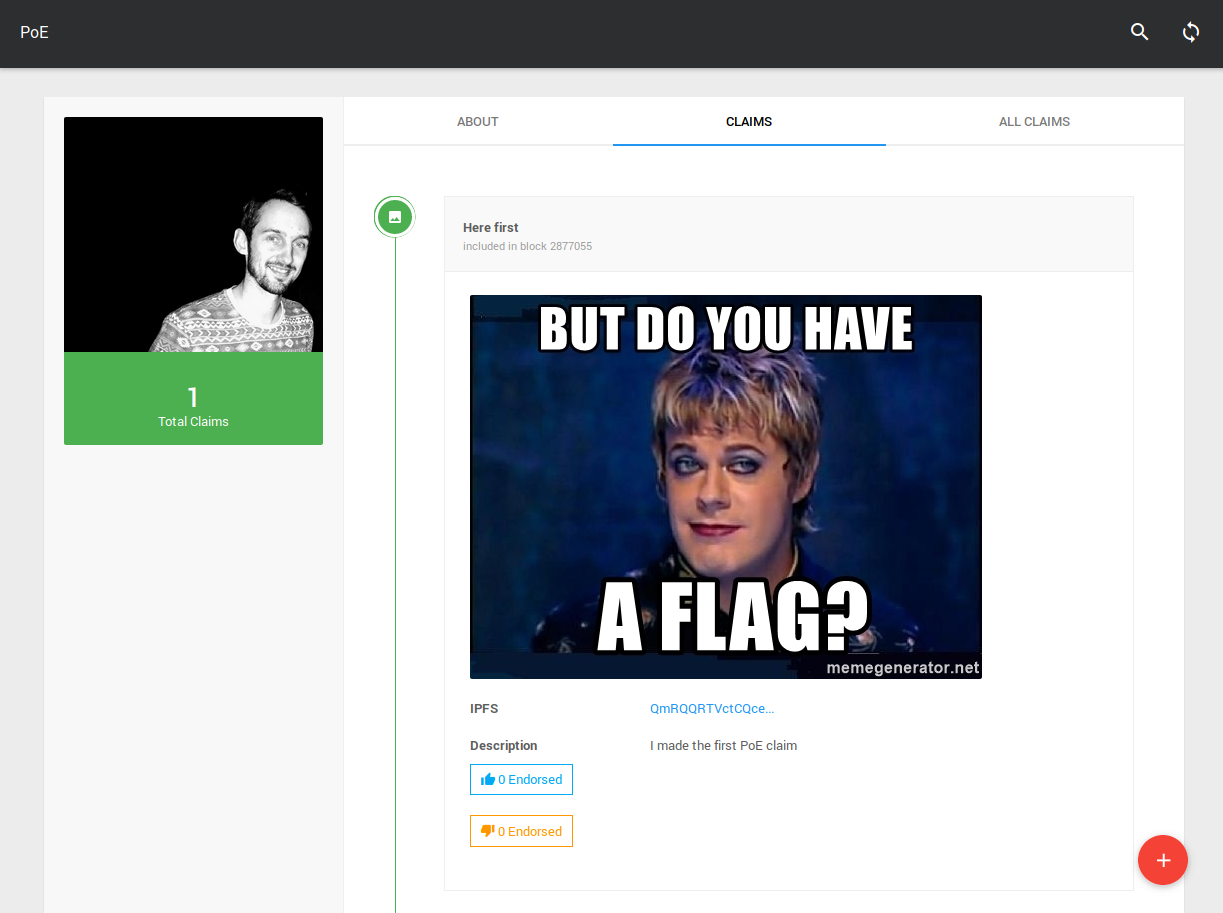 PoE
ABOUT
CLAIMS
ALL CLAIMS
1
Total Claims
Here first
included in block 2877055
BUT DO YOU HAVE
A FLAG?
memegenerator.net
IPFS
QmRQQRTVctCQce...
Description
I made the first PoE claim
0 Endorsed
0 Endorsed